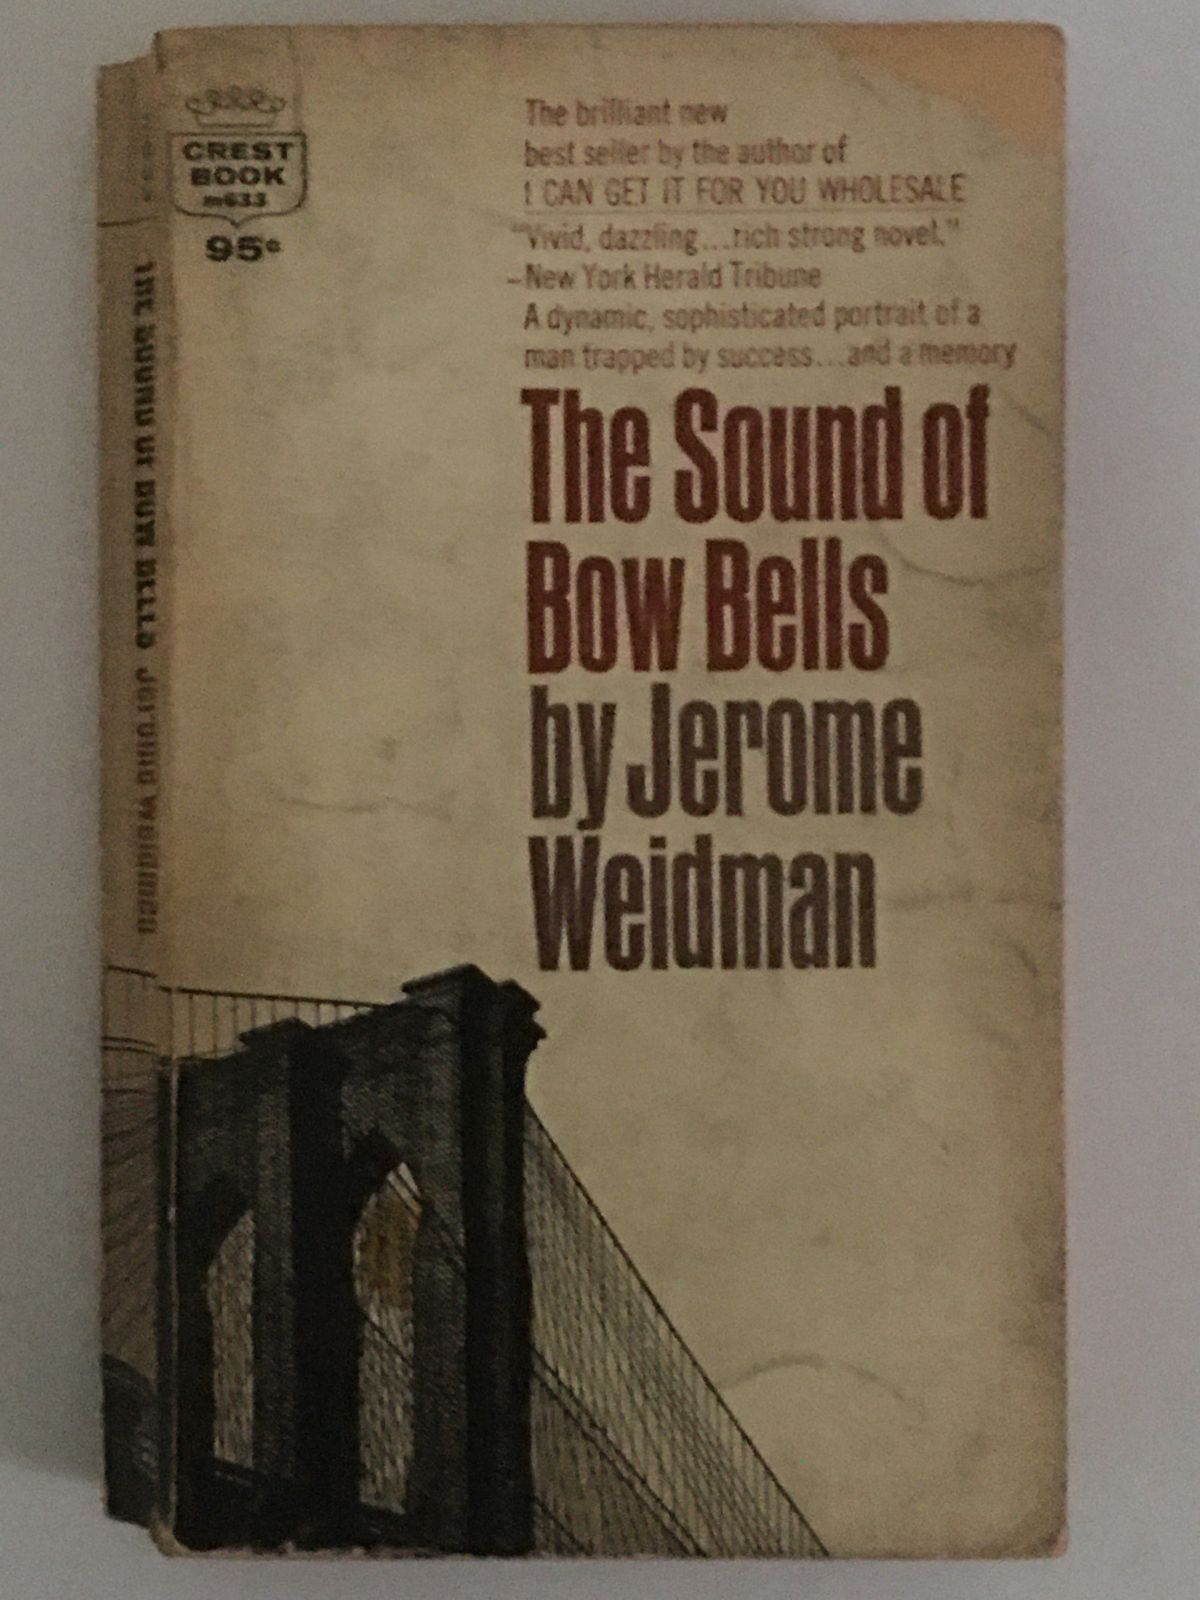 CREST
BOOK
m633
95¢
The brilliant new
best seller by the author of
I CAN GET IT FOR YOU WHOLESALE
"Vivid, dazzling...rich strong novel."
–New York Herald Tribune
A dynamic, sophisticated portrait of a
man trapped by success...and a memory
The Sound of
Bow Bells
by Jerome
Weidman
THE SOUND OF BOW BELLS Jerome Weidman